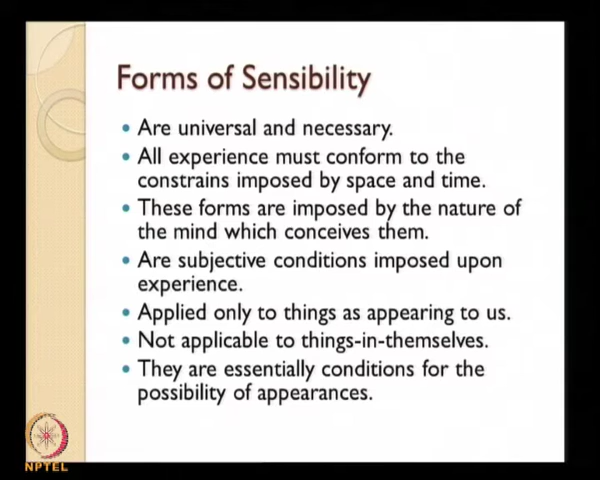 Forms of Sensibility
• Are universal and necessary.
• All experience must conform to the
constrains imposed by space and time.
• These forms are imposed by the nature of
the mind which conceives them.
• Are subjective conditions imposed upon
experience.
• Applied only to things as appearing to us.
• Not applicable to things-in-themselves.
• They are essentially conditions for the
possibility of appearances.
NPTEL